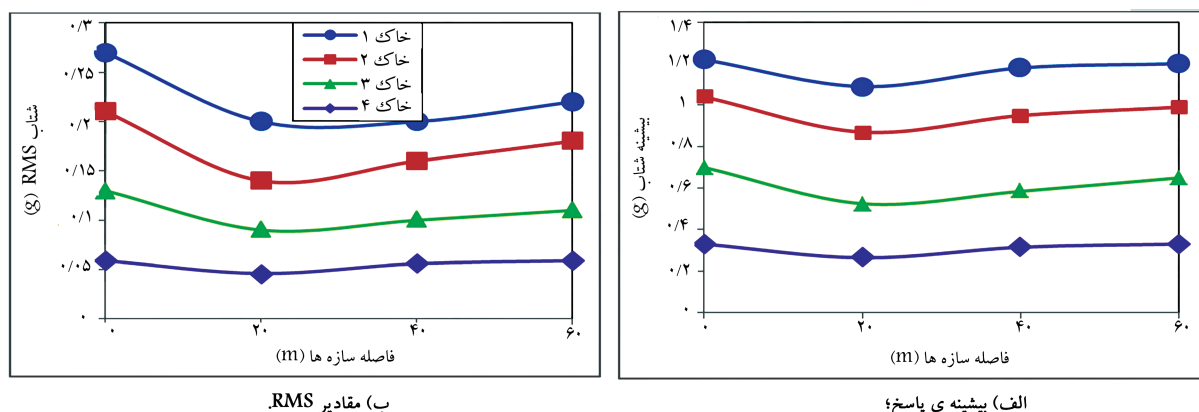 ۱/۴
۱/۲
۱
۰/۸
۰/۶
۰/۴
۰/۲
۰
بیشینه شتاب (g)
۰ ۲۰ ۴۰ ۶۰
فاصله سازه ها (m)
الف) بیشینه ی پاسخ؛
۰/۳
۰/۲۵
۰/۲
۰/۱۵
۰/۱
۰/۰۵
۰
شتاب RMS (g)
خاک ۱
خاک ۲
خاک ۳
خاک ۴
۰ ۲۰ ۴۰ ۶۰
فاصله سازه ها (m)
ب) مقادیر RMS.